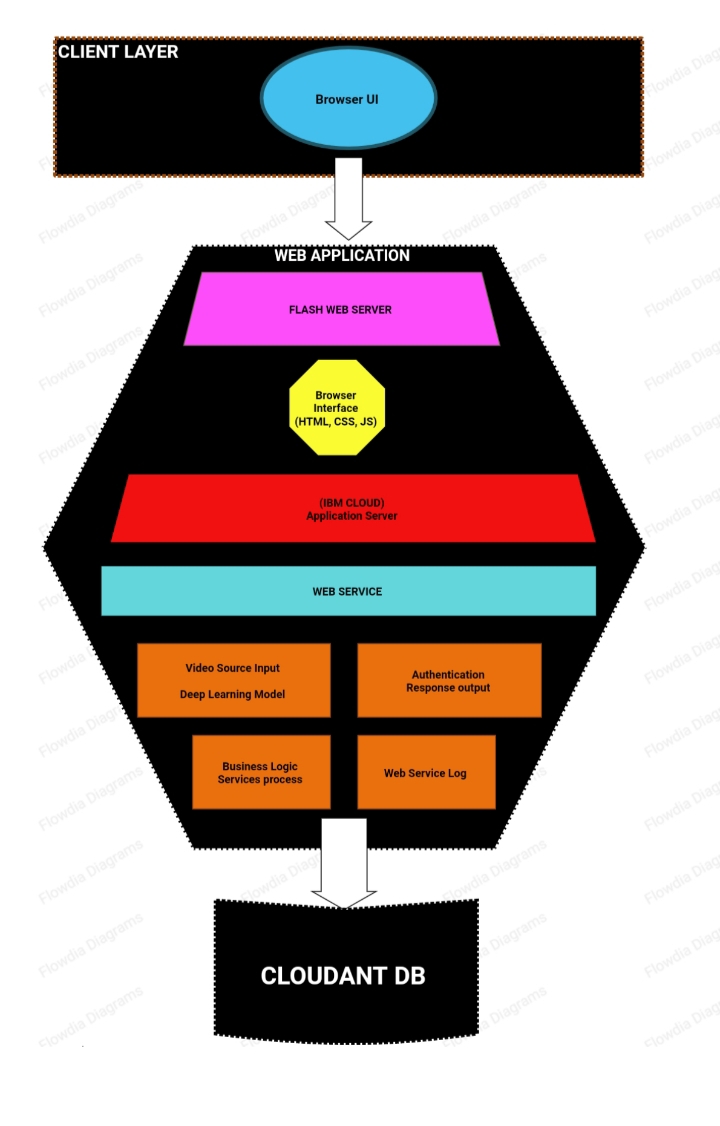 CLIENT LAYER
Browser UI
WEB APPLICATION
FLASH WEB SERVER
Browser
Interface
(HTML, CSS, JS)
(IBM CLOUD)
Application Server
WEB SERVICE
Video Source Input
Deep Learning Model
Authentication
Response output
Business Logic
Services process
Web Service Log
CLOUDANT DB
Flowdia Diagrams